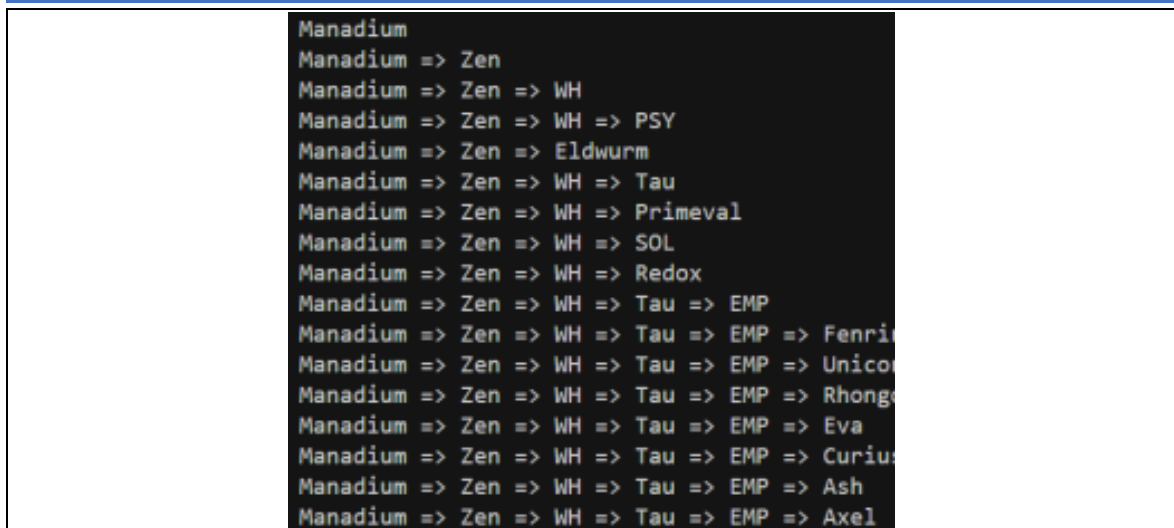 Manadium
Manadium => Zen
Manadium => Zen => WH
Manadium => Zen => WH => PSY
Manadium => Zen => Eldwurm
Manadium => Zen => WH => Tau
Manadium => Zen => WH => Primeval
Manadium => Zen => WH => SOL
Manadium => Zen => WH => Redox
Manadium => Zen => WH => Tau => EMP
Manadium => Zen => WH => Tau => EMP =>
Manadium => Zen => WH => Tau => EMP =>
Manadium => Zen => WH => Tau => EMP =>
Manadium => Zen => WH => Tau => EMP => Eva
Manadium => Zen => WH => Tau => EMP =>
Manadium => Zen => WH => Tau => EMP => Ash
Manadium => Zen => WH => Tau => EMP => Axel